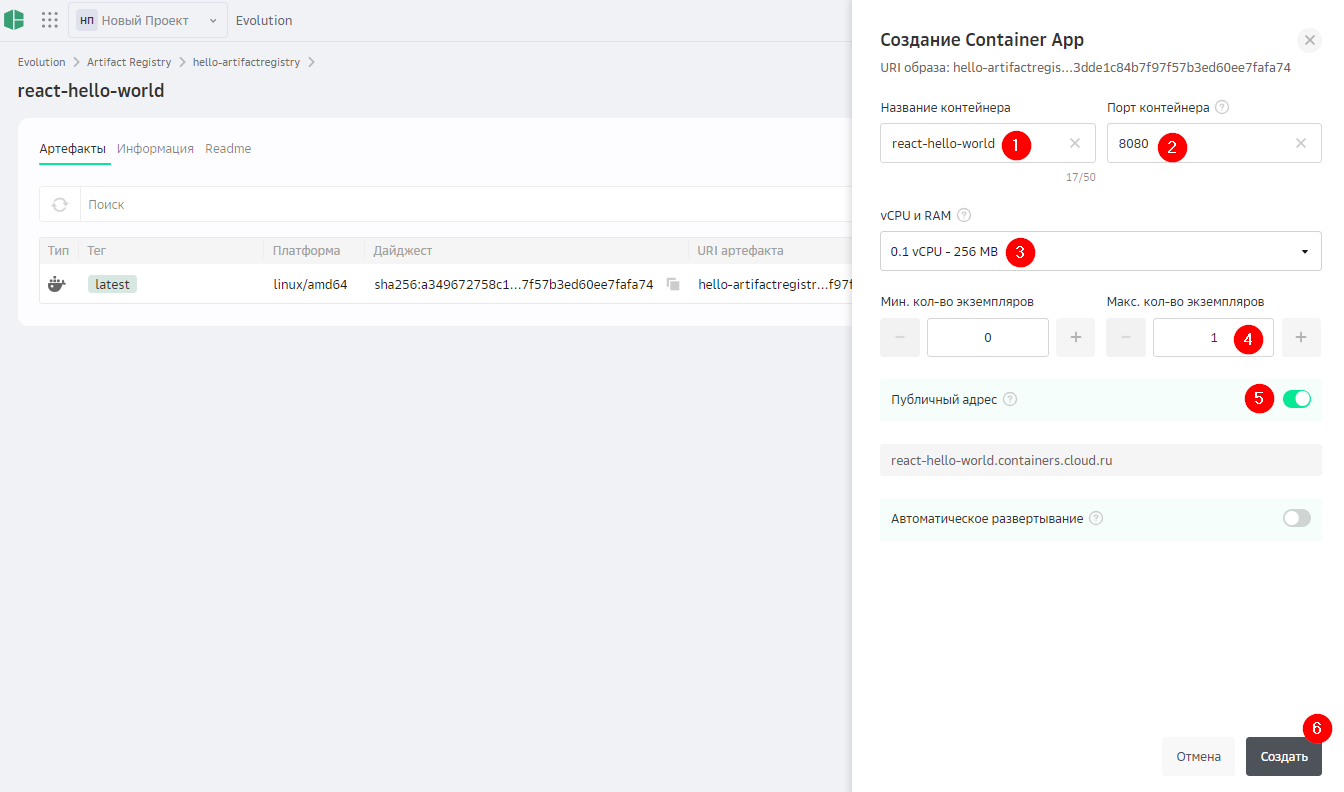 НП Новый Проект Evolution
Evolution Artifact Registry hello-artifactregistry
react-hello-world
Артефакты Информация Readme
Поиск
Тип Тег Платформа Дайджест URI артефакта
latest linux/amd64 sha256:a349672758c1...7f57b3ed60ee7fafa74 hello-artifactregistr...f97f
Создание Container App
URI образа: hello-artifactregis...3dde1c84b7f97f57b3ed60ee7fafa74
Название контейнера Порт контейнера ?
react-hello-world 1 8080 2
17/50
vCPU и RAM ?
0.1 vCPU - 256 MB 3
Мин. кол-во экземпляров Макс. кол-во экземпляров
− 0 + − 1 4 +
Публичный адрес ? 5
react-hello-world.containers.cloud.ru
Автоматическое развертывание ?
6
Отмена Создать